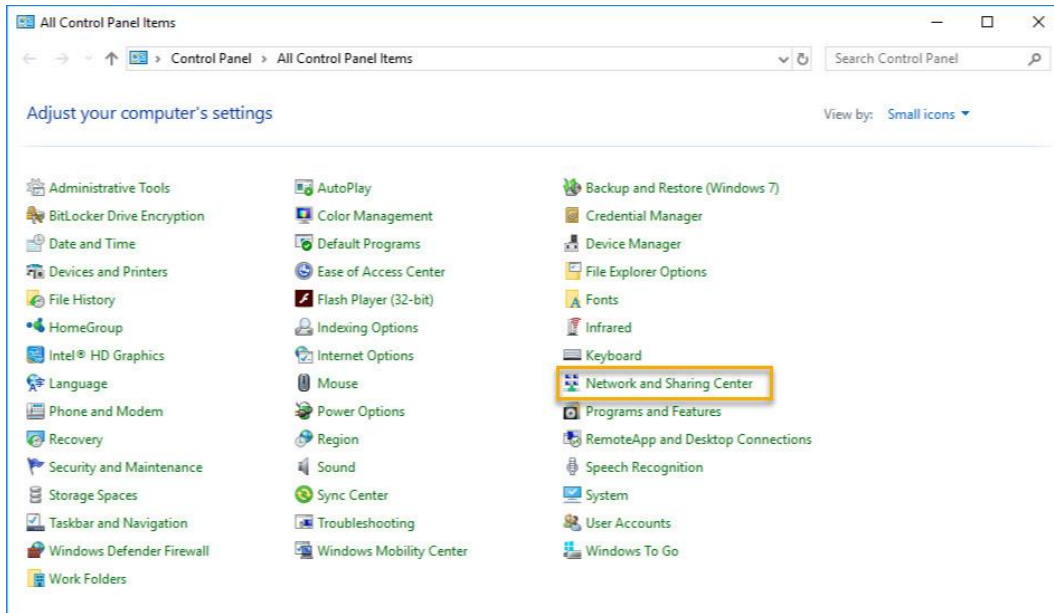 All Control Panel Items
Control Panel > All Control Panel Items
Search Control Panel
Adjust your computer's settings
View by: Small icons
Administrative Tools
AutoPlay
Backup and Restore (Windows 7)
BitLocker Drive Encryption
Color Management
Credential Manager
Date and Time
Default Programs
Device Manager
Devices and Printers
Ease of Access Center
File Explorer Options
File History
Flash Player (32-bit)
Fonts
HomeGroup
Indexing Options
Infrared
Intel® HD Graphics
Internet Options
Keyboard
Language
Mouse
Network and Sharing Center
Phone and Modem
Power Options
Programs and Features
Recovery
Region
RemoteApp and Desktop Connections
Security and Maintenance
Sound
Speech Recognition
Storage Spaces
Sync Center
System
Taskbar and Navigation
Troubleshooting
User Accounts
Windows Defender Firewall
Windows Mobility Center
Windows To Go
Work Folders